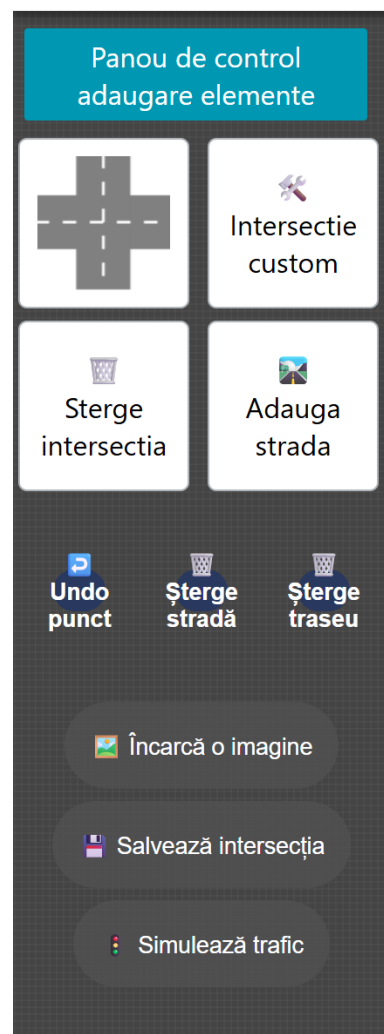 Panou de control
adaugare elemente
Intersectie
custom
Sterge
intersectia
Adauga
strada
Undo
punct
Șterge
stradă
Șterge
traseu
Încarcă o imagine
Salvează intersecția
Simulează trafic